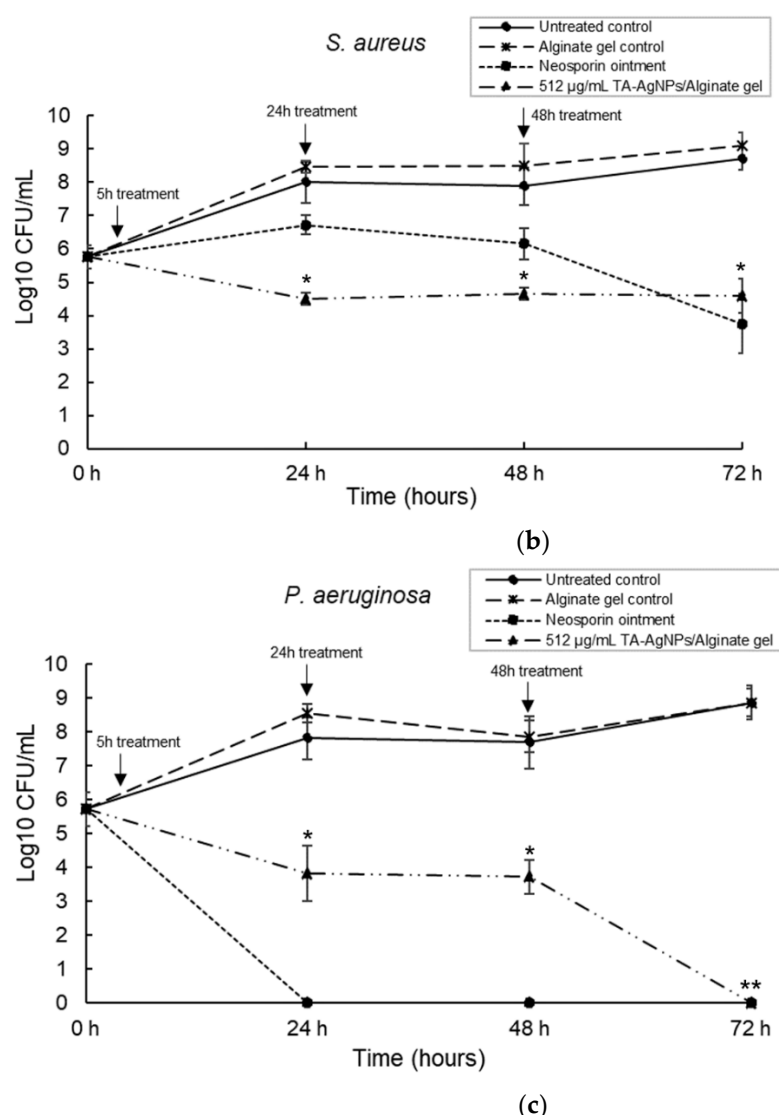 Untreated control
Alginate gel control
Neosporin ointment
512 µg/mL TA-AgNPs/Alginate gel
S. aureus
24h treatment
48h treatment
5h treatment
10
9
8
7
6
5
4
3
2
1
0
Log10 CFU/mL
*
*
*
0 h
24 h
48 h
72 h
Time (hours)
(b)
Untreated control
Alginate gel control
Neosporin ointment
512 µg/mL TA-AgNPs/Alginate gel
P. aeruginosa
24h treatment
48h treatment
5h treatment
10
9
8
7
6
5
4
3
2
1
0
Log10 CFU/mL
*
*
**
0 h
24 h
48 h
72 h
Time (hours)
(c)